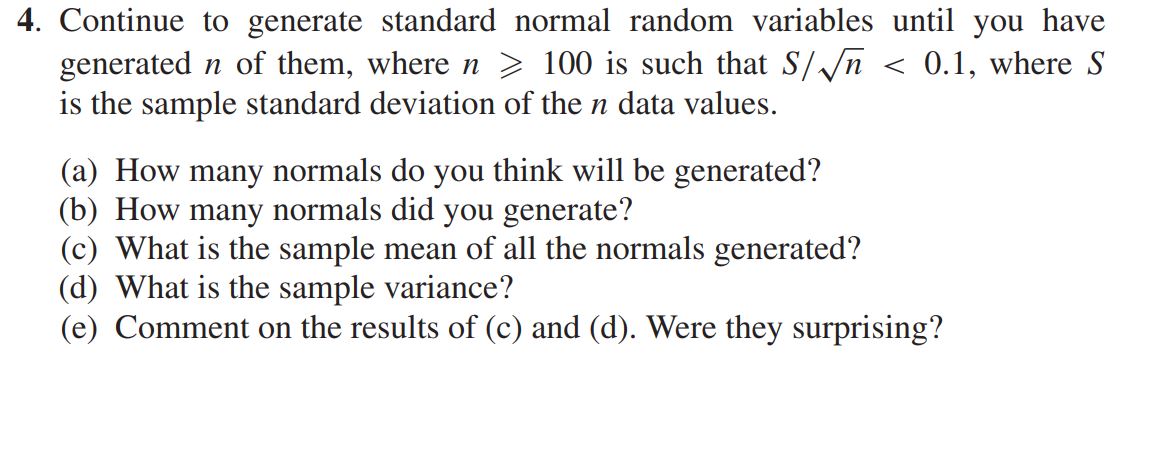 4. Continue to generate standard normal random variables until you have
generated n of them, where n ⩾ 100 is such that S/√n < 0.1, where S
is the sample standard deviation of the n data values.
(a) How many normals do you think will be generated?
(b) How many normals did you generate?
(c) What is the sample mean of all the normals generated?
(d) What is the sample variance?
(e) Comment on the results of (c) and (d). Were they surprising?